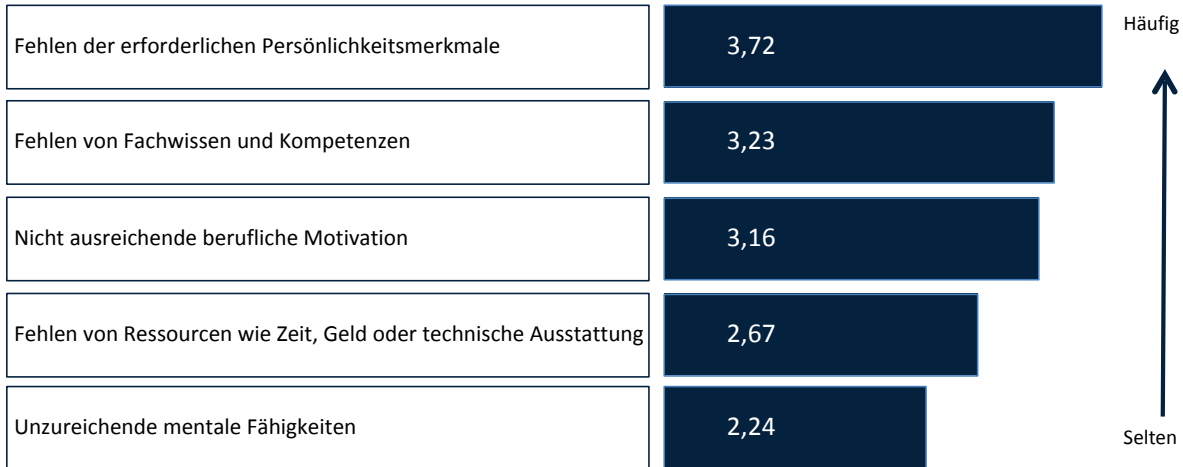 Häufig
Fehlen der erforderlichen Persönlichkeitsmerkmale
3,72
Fehlen von Fachwissen und Kompetenzen
3,23
Nicht ausreichende berufliche Motivation
3,16
Fehlen von Ressourcen wie Zeit, Geld oder technische Ausstattung
2,67
Unzureichende mentale Fähigkeiten
2,24
Selten